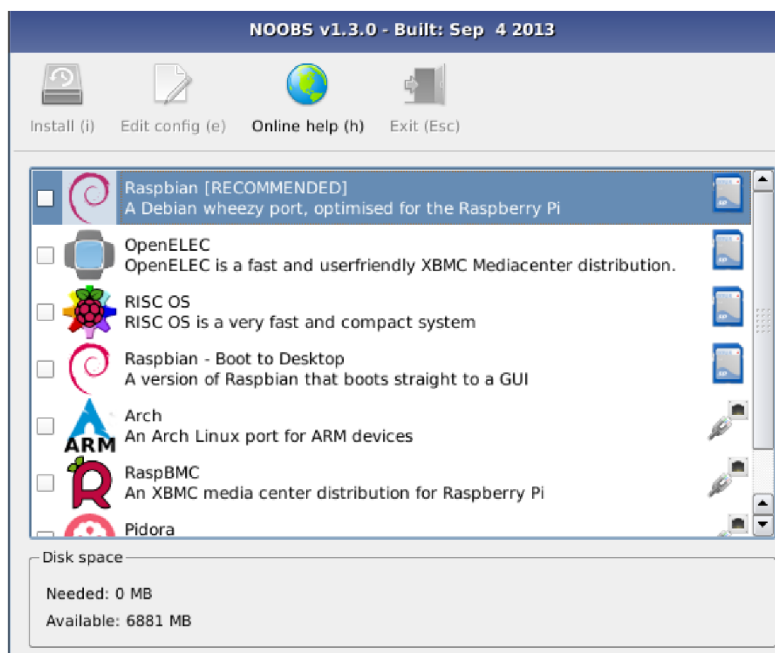 NOOBS v1.3.0 - Built: Sep 4 2013
Install (i) Edit config (e) Online help (h) Exit (Esc)
Raspbian [RECOMMENDED]
A Debian wheezy port, optimised for the Raspberry Pi
OpenELEC
OpenELEC is a fast and userfriendly XBMC Mediacenter distribution.
RISC OS
RISC OS is a very fast and compact system
Raspbian - Boot to Desktop
A version of Raspbian that boots straight to a GUI
Arch
An Arch Linux port for ARM devices
ARM
RaspBMC
An XBMC media center distribution for Raspberry Pi
Pidora
Disk space
Needed: 0 MB
Available: 6881 MB